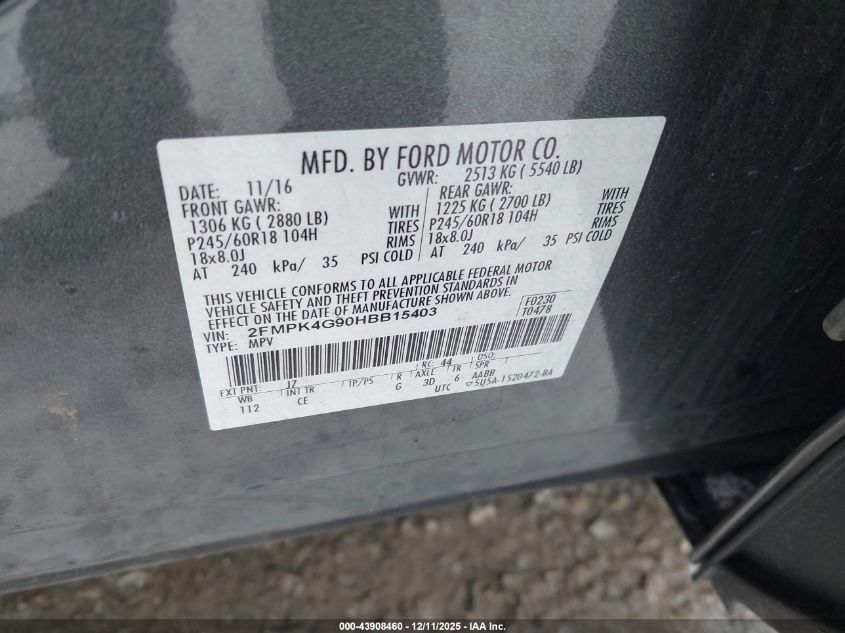 MFD. BY FORD MOTOR CO.
DATE: 11/16 GVWR: 2513 KG ( 5540 LB)
FRONT GAWR: REAR GAWR:
1306 KG ( 2880 LB) WITH 1225 KG ( 2700 LB) WITH
P245/60R18 104H TIRES P245/60R18 104H TIRES
18x8.0J RIMS 18x8.0J RIMS
AT 240 kPa/ 35 PSI COLD AT 240 kPa/ 35 PSI COLD
THIS VEHICLE CONFORMS TO ALL APPLICABLE FEDERAL MOTOR
VEHICLE SAFETY AND THEFT PREVENTION STANDARDS IN
EFFECT ON THE DATE OF MANUFACTURE SHOWN ABOVE.
VIN: 2FMPK4G90HBB15403 F0230
TYPE: MPV T0478
EXT PNT: J7 RC: 44 DSO:
WB INT TR TP/PS R AXLE TR SPR
112 CE G 3D 6 AABB
UTC ▽5U5A-1520472-BA
000-43908460 - 12/11/2025 - IAA Inc.